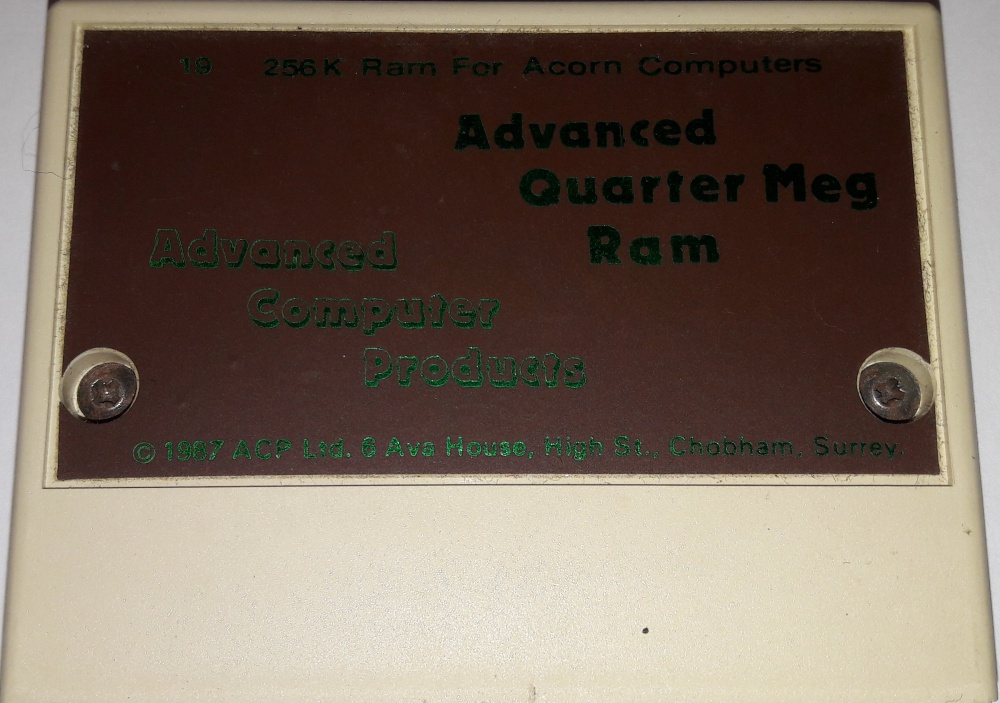 19 256K Ram For Acorn Computers
Advanced
Quarter Meg
Ram
Advanced
Computer
Products
© 1987 ACP Ltd. 6 Ava House, High St., Chobham, Surrey.